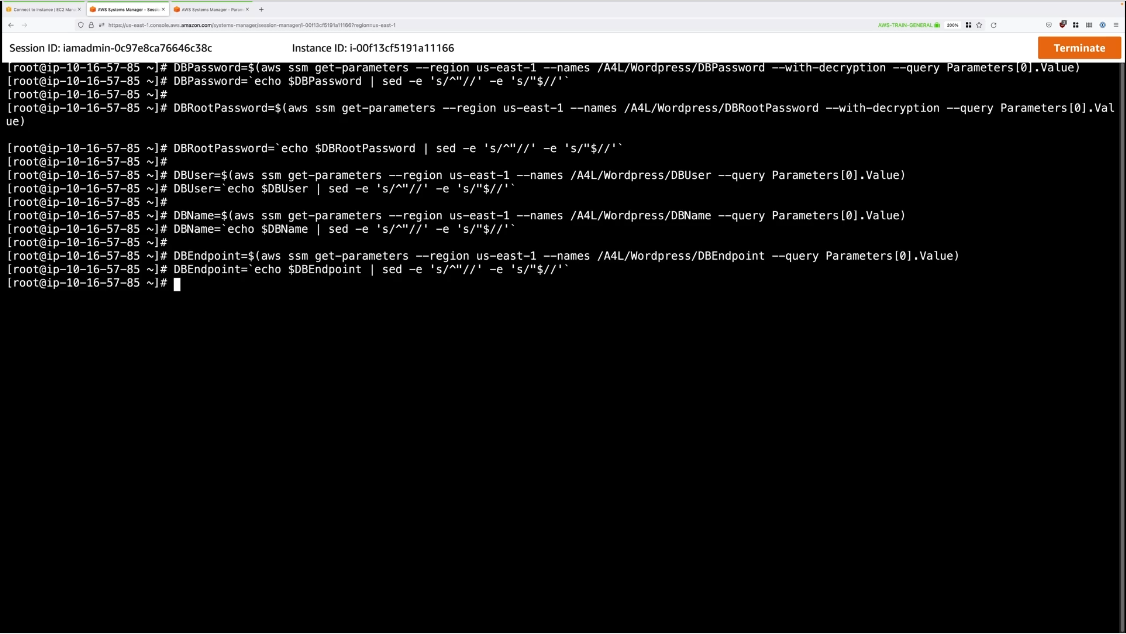 Connect to instance | EC2 Man
AWS Systems Manager - Sessio
AWS Systems Manager - Param
https://us-east-1.console.aws.amazon.com/systems-manager/session-manager/i-00f13cf5191a11166?region=us-east-1
AWS-TRAIN-GENERAL
200%
Session ID: iamadmin-0c97e8ca76646c38c
Instance ID: i-00f13cf5191a11166
Terminate
[root@ip-10-16-57-85 ~]# DBPassword=$(aws ssm get-parameters --region us-east-1 --names /A4L/Wordpress/DBPassword --with-decryption --query Parameters[0].Value)
[root@ip-10-16-57-85 ~]# DBPassword=`echo $DBPassword | sed -e 's/^"//' -e 's/"$//'`
[root@ip-10-16-57-85 ~]#
[root@ip-10-16-57-85 ~]# DBRootPassword=$(aws ssm get-parameters --region us-east-1 --names /A4L/Wordpress/DBRootPassword --with-decryption --query Parameters[0].Val
ue)
[root@ip-10-16-57-85 ~]# DBRootPassword=`echo $DBRootPassword | sed -e 's/^"//' -e 's/"$//'`
[root@ip-10-16-57-85 ~]#
[root@ip-10-16-57-85 ~]# DBUser=$(aws ssm get-parameters --region us-east-1 --names /A4L/Wordpress/DBUser --query Parameters[0].Value)
[root@ip-10-16-57-85 ~]# DBUser=`echo $DBUser | sed -e 's/^"//' -e 's/"$//'`
[root@ip-10-16-57-85 ~]#
[root@ip-10-16-57-85 ~]# DBName=$(aws ssm get-parameters --region us-east-1 --names /A4L/Wordpress/DBName --query Parameters[0].Value)
[root@ip-10-16-57-85 ~]# DBName=`echo $DBName | sed -e 's/^"//' -e 's/"$//'`
[root@ip-10-16-57-85 ~]#
[root@ip-10-16-57-85 ~]# DBEndpoint=$(aws ssm get-parameters --region us-east-1 --names /A4L/Wordpress/DBEndpoint --query Parameters[0].Value)
[root@ip-10-16-57-85 ~]# DBEndpoint=`echo $DBEndpoint | sed -e 's/^"//' -e 's/"$//'`
[root@ip-10-16-57-85 ~]#